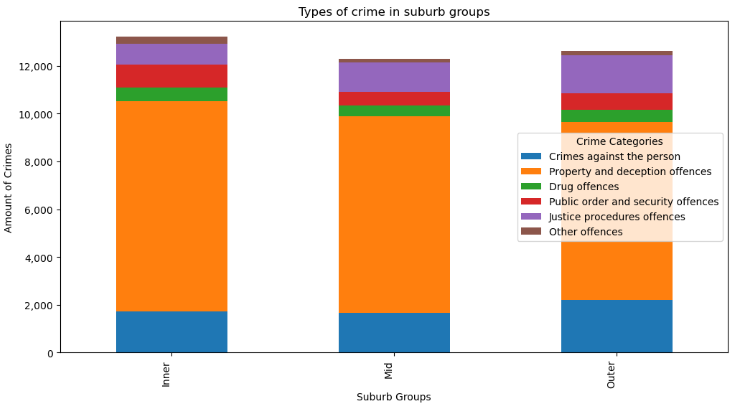 Types of crime in suburb groups
Amount of Crimes
12,000
10,000
8,000
6,000
4,000
2,000
0
Crime Categories
Crimes against the person
Property and deception offences
Drug offences
Public order and security offences
Justice procedures offences
Other offences
Inner
Mid
Outer
Suburb Groups